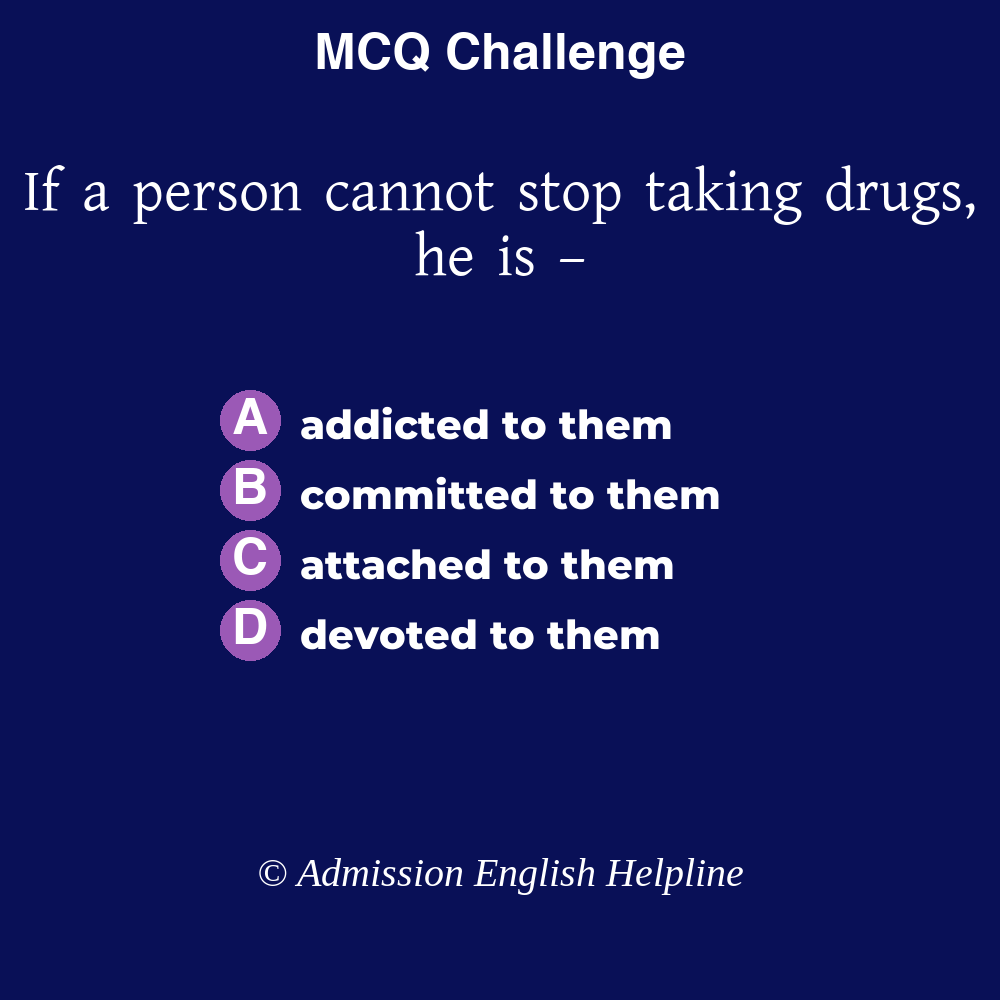 MCQ Challenge
If a person cannot stop taking drugs,
he is –
A addicted to them
B committed to them
C attached to them
D devoted to them
© Admission English Helpline